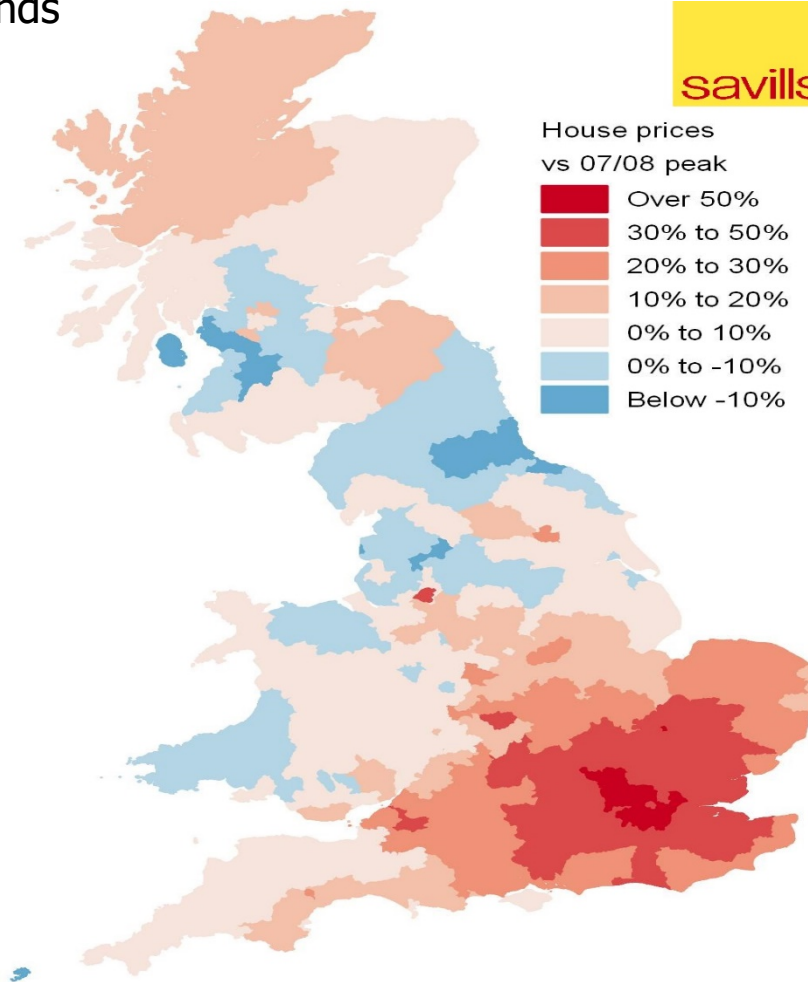 nds
savills
House prices
vs 07/08 peak
Over 50%
30% to 50%
20% to 30%
10% to 20%
0% to 10%
0% to -10%
Below -10%